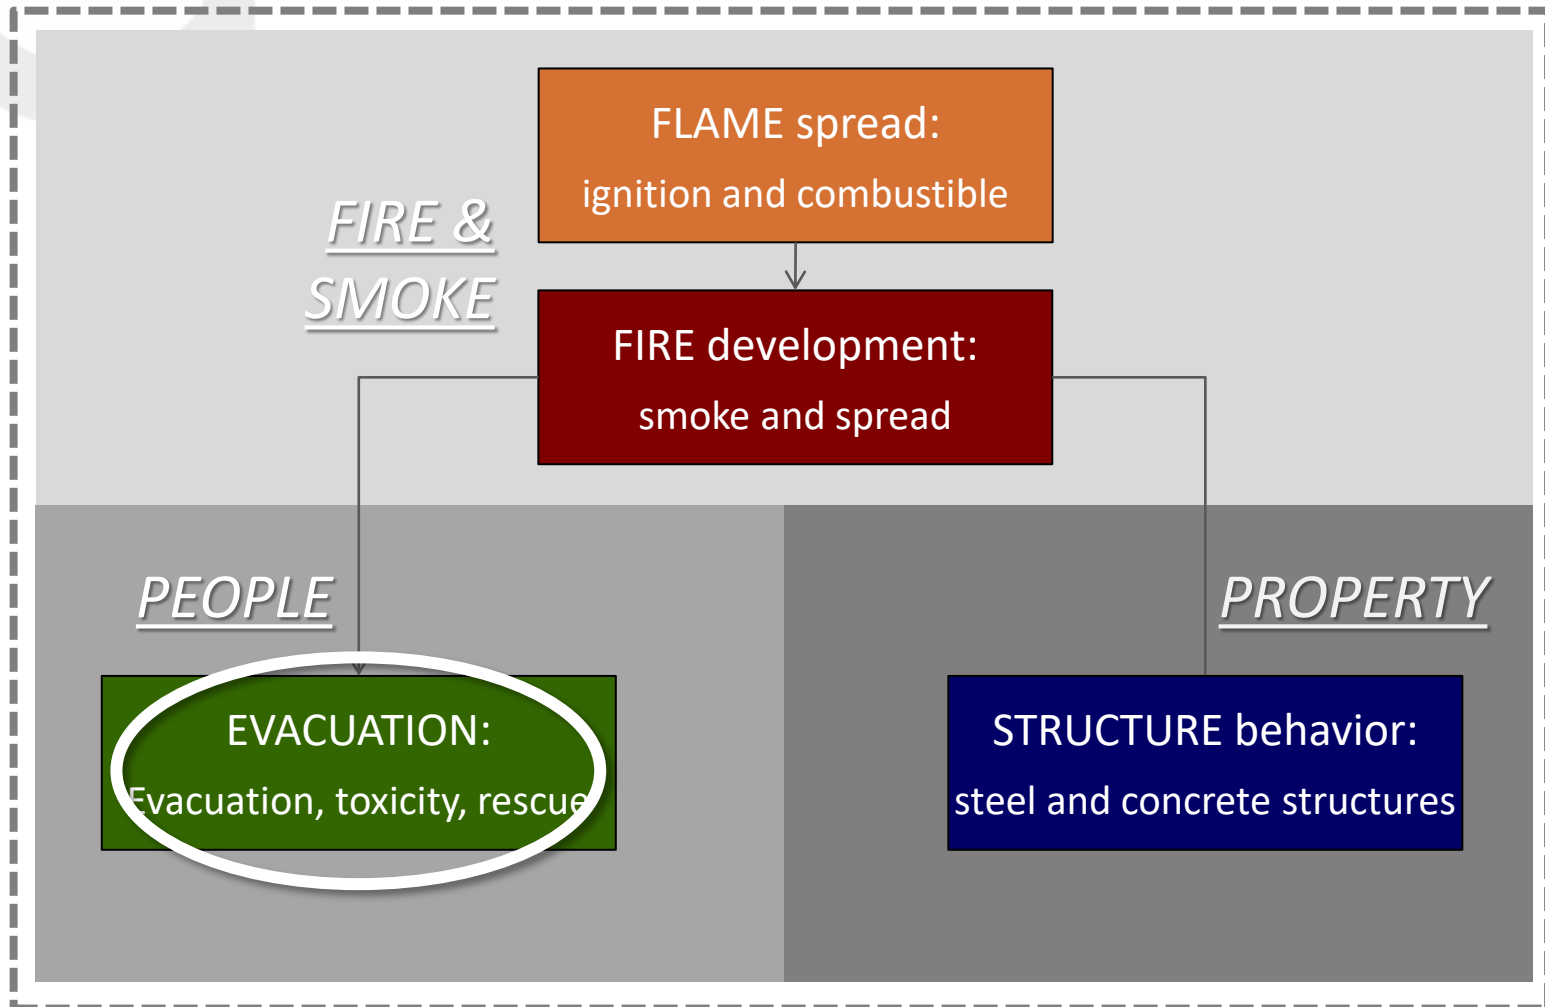 FLAME spread:
ignition and combustible
FIRE &
SMOKE
FIRE development:
smoke and spread
PEOPLE
PROPERTY
EVACUATION:
Evacuation, toxicity, rescue
STRUCTURE behavior:
steel and concrete structures